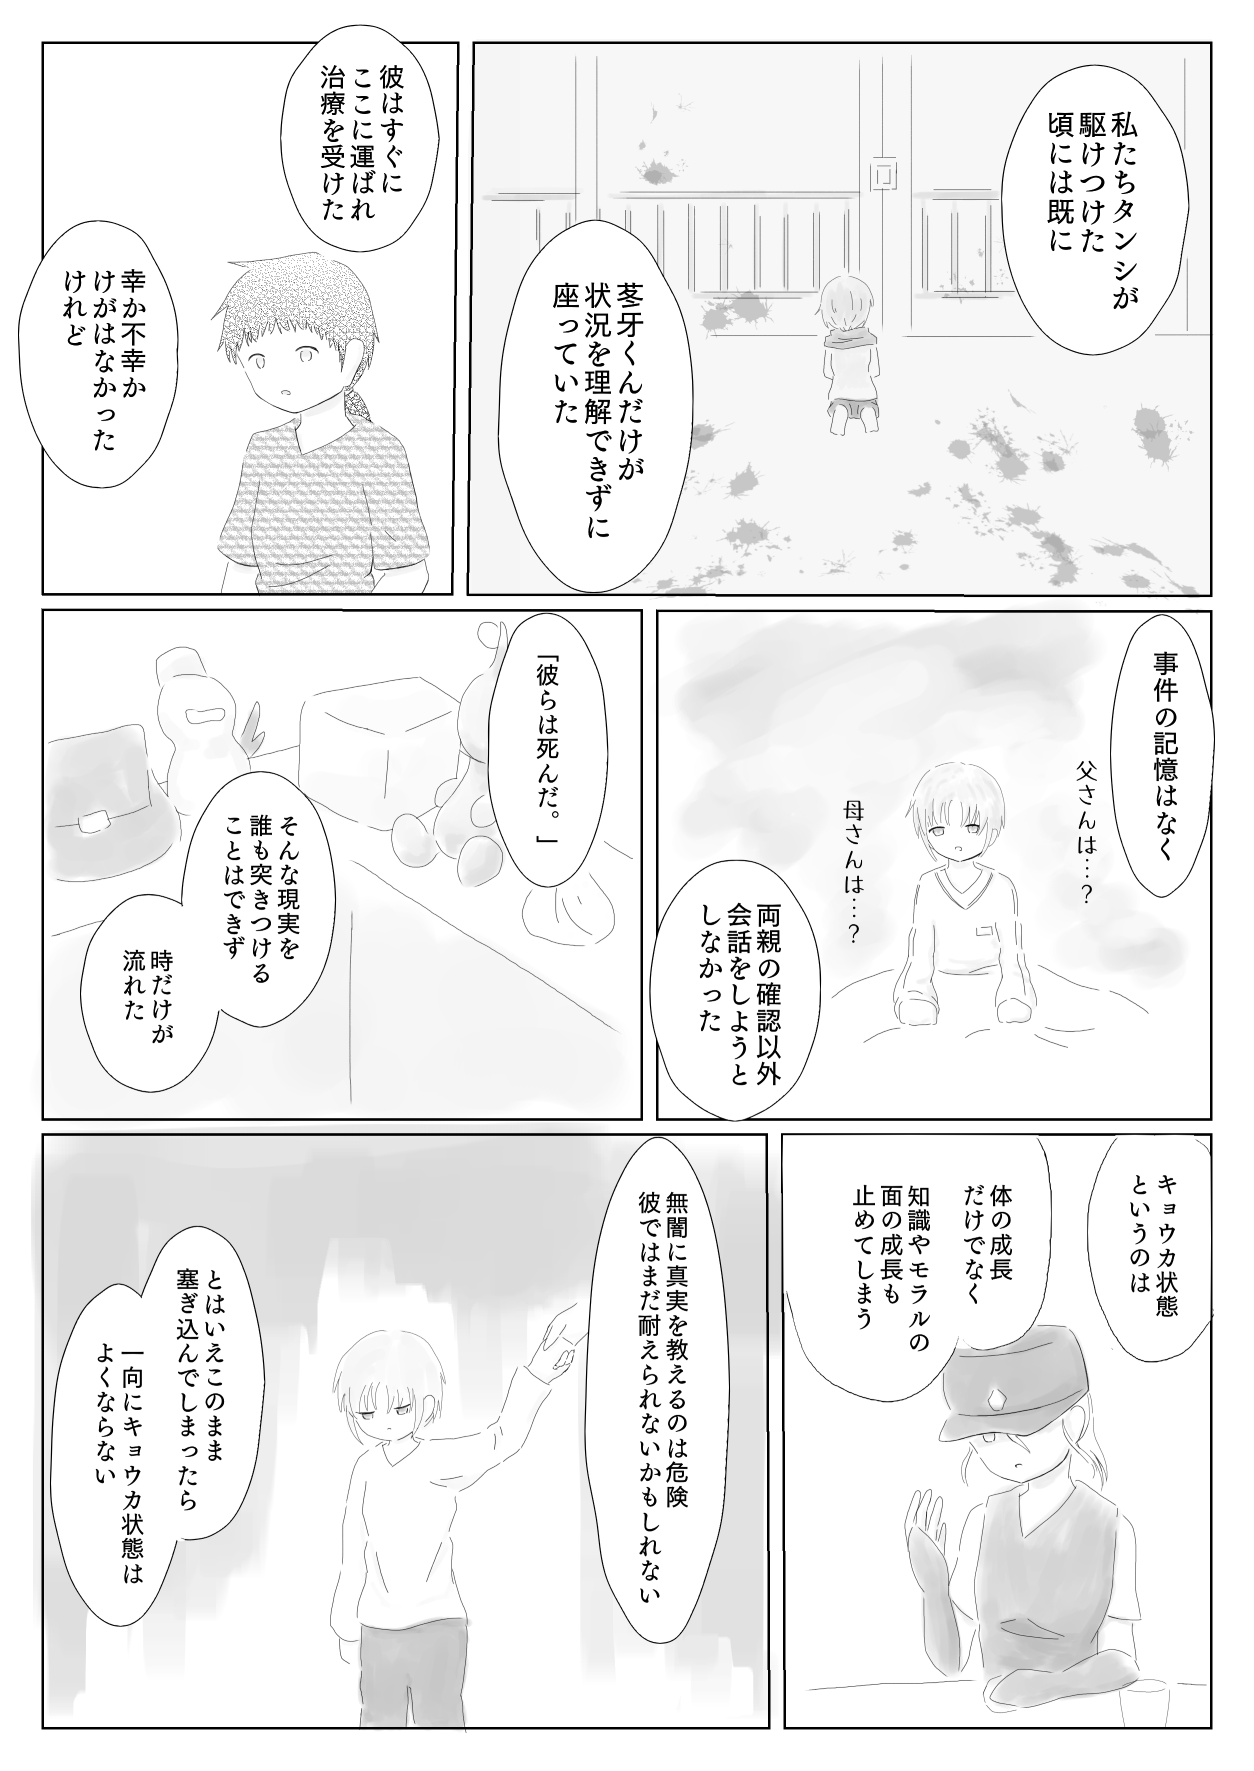 私たちタンシが
駆けつけた
頃には既に
茎牙くんだけが
状況を理解できずに
座っていた
彼はすぐに
ここに運ばれ
治療を受けた
幸か不幸か
けがはなかった
けれど
事件の記憶はなく
父さんは…?
母さんは…?
両親の確認以外
会話をしようと
しなかった
「彼らは死んだ。」
そんな現実を
誰も突きつける
ことはできず
時だけが
流れた
キョウカ状態
というのは
体の成長
だけでなく
知識やモラルの
面の成長も
止めてしまう
無闇に真実を教えるのは危険
彼ではまだ耐えられないかもしれない
とはいえこのまま
塞ぎ込んでしまったら
一向にキョウカ状態は
よくならない